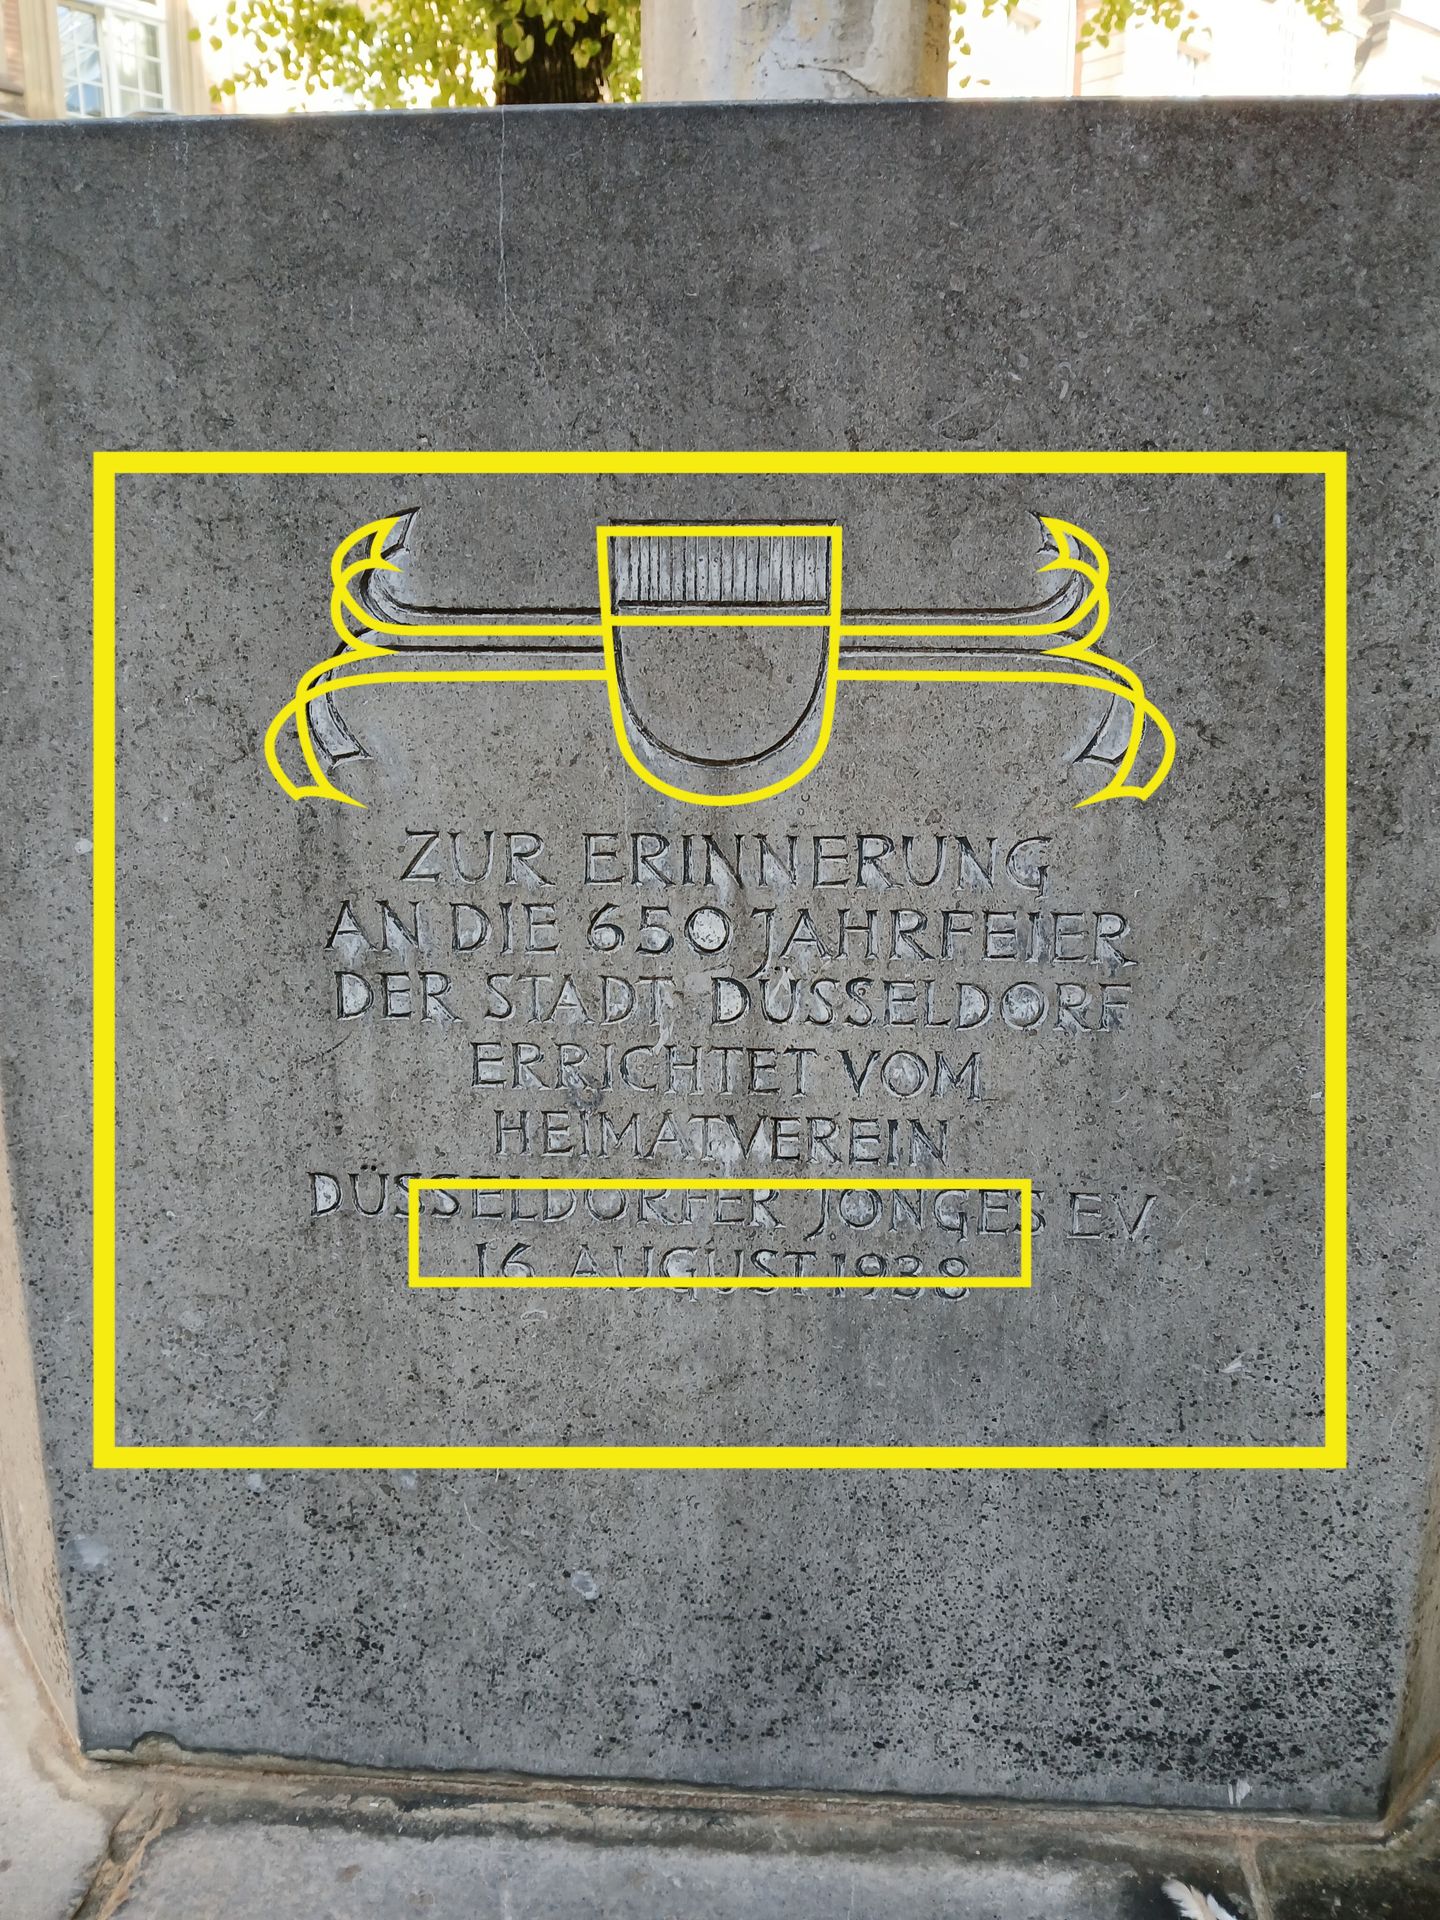 ZUR ERINNERUNG
AN DIE 650 JAHRFEIER
DER STADT DÜSSELDORF
ERRICHTET VOM
HEIMATVEREIN
DÜSSELDORFER JONGES E.V.
16. AUGUST 1938